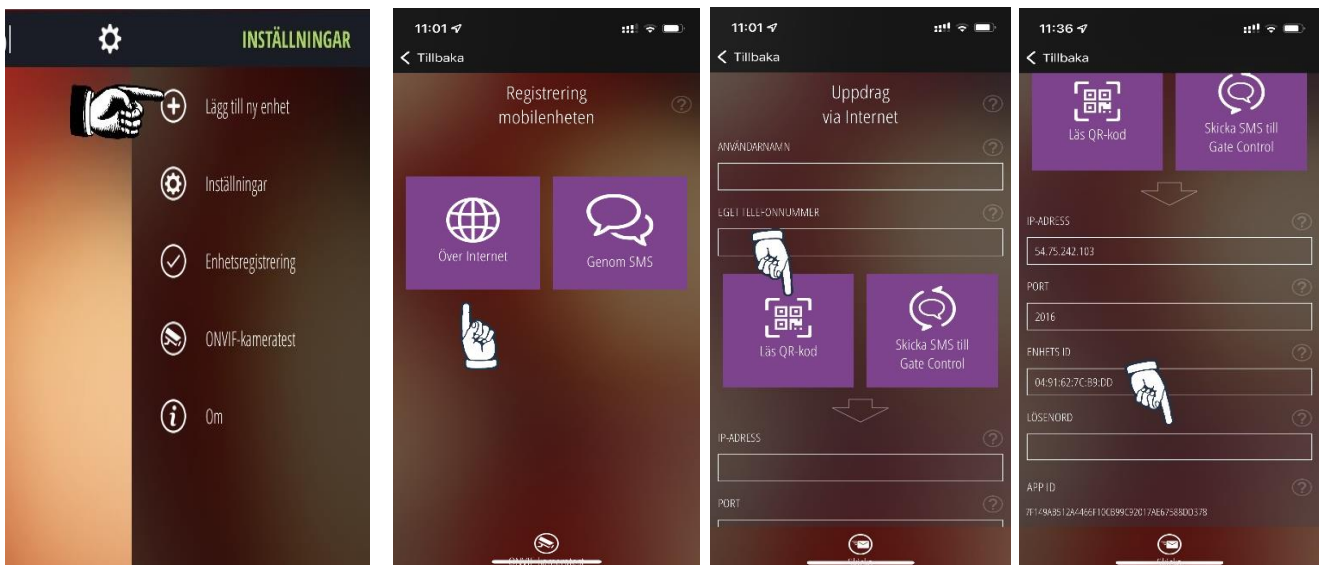 INSTÄLLNINGAR
Lägg till ny enhet
Inställningar
Enhetsregistrering
ONVIF-kameratest
Om
11:01
Tillbaka
Registrering
mobilenheten
?
Över Internet
Genom SMS
11:01
Tillbaka
Uppdrag
via Internet
?
ANVÄNDARNAMN
?
EGET TELEFONNUMMER
?
Läs QR-kod
Skicka SMS till
Gate Control
IP-ADRESS
?
PORT
?
11:36
Tillbaka
Läs QR-kod
Skicka SMS till
Gate Control
IP-ADRESS
?
54.75.242.103
PORT
?
2016
ENHETS ID
?
04:91:62:7C:B9:DD
LÖSENORD
?
APP ID
?